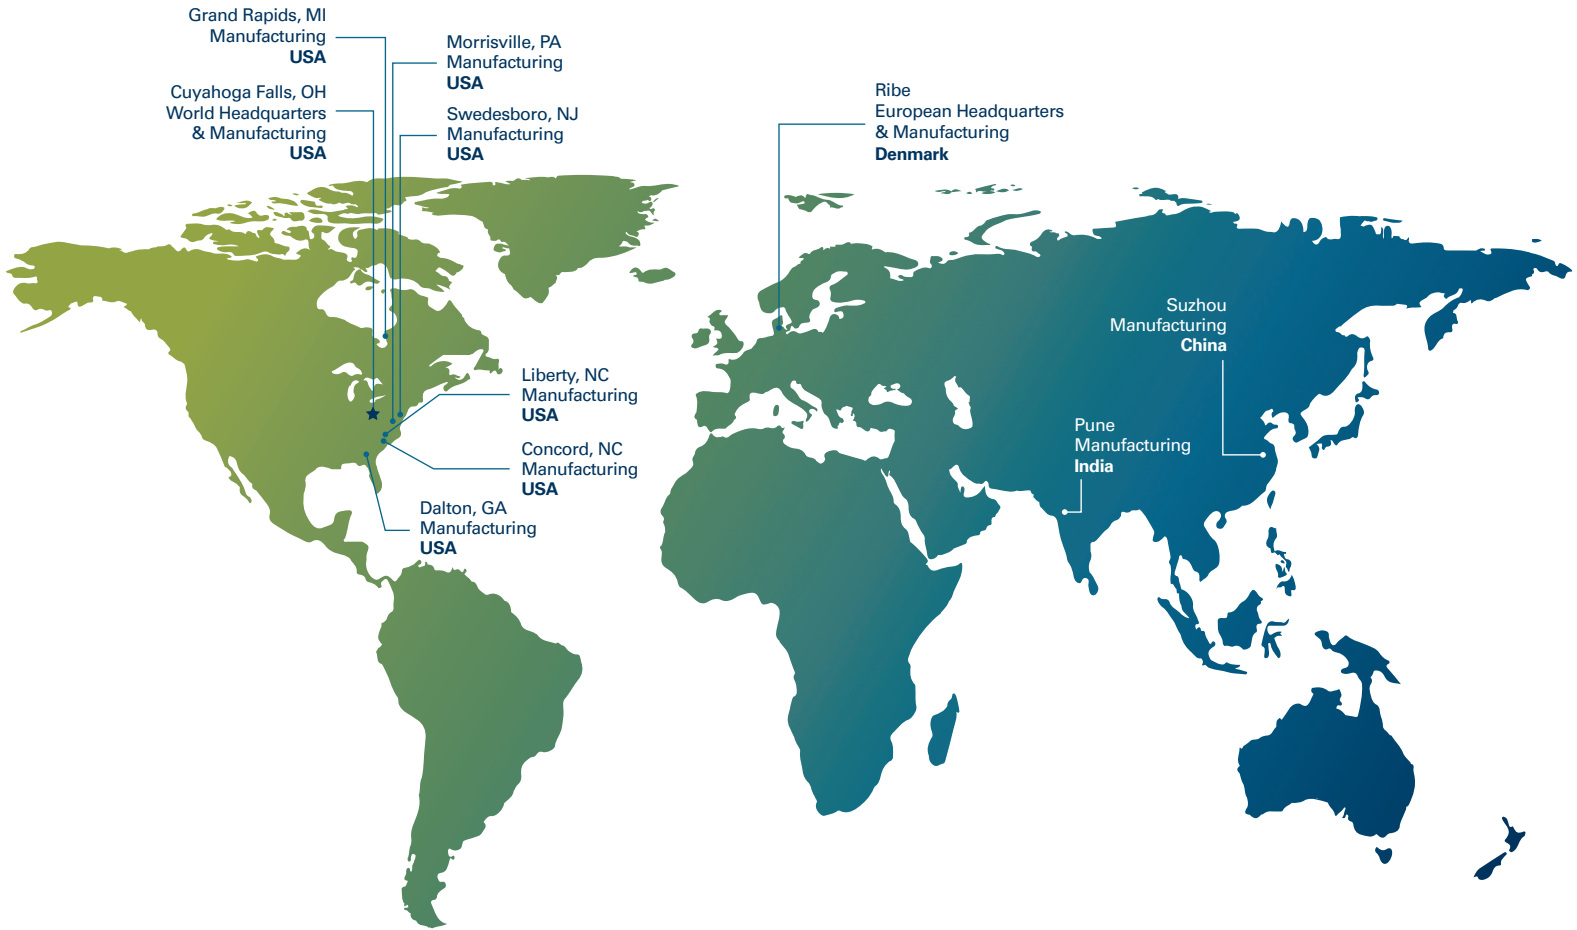 Grand Rapids, MI
Manufacturing
USA
Cuyahoga Falls, OH
World Headquarters
& Manufacturing
USA
Morrisville, PA
Manufacturing
USA
Swedesboro, NJ
Manufacturing
USA
Ribe
European Headquarters
& Manufacturing
Denmark
Suzhou
Manufacturing
China
Liberty, NC
Manufacturing
USA
Pune
Manufacturing
India
Concord, NC
Manufacturing
USA
Dalton, GA
Manufacturing
USA